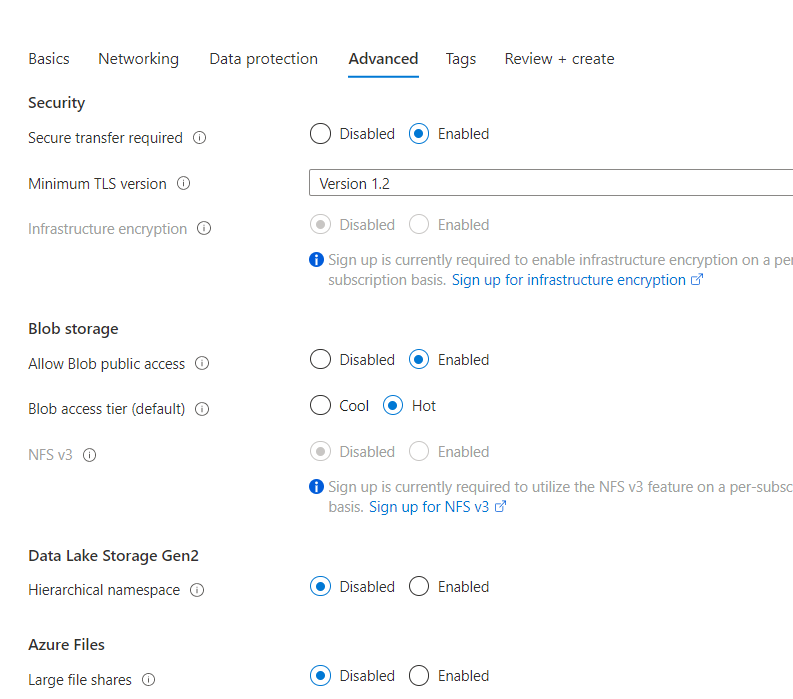 Basics Networking Data protection Advanced Tags Review + create
Security
Secure transfer required Disabled Enabled
Minimum TLS version Version 1.2
Infrastructure encryption Disabled Enabled
Sign up is currently required to enable infrastructure encryption on a per
subscription basis. Sign up for infrastructure encryption
Blob storage
Allow Blob public access Disabled Enabled
Blob access tier (default) Cool Hot
NFS v3 Disabled Enabled
Sign up is currently required to utilize the NFS v3 feature on a per-subsc
basis. Sign up for NFS v3
Data Lake Storage Gen2
Hierarchical namespace Disabled Enabled
Azure Files
Large file shares Disabled Enabled